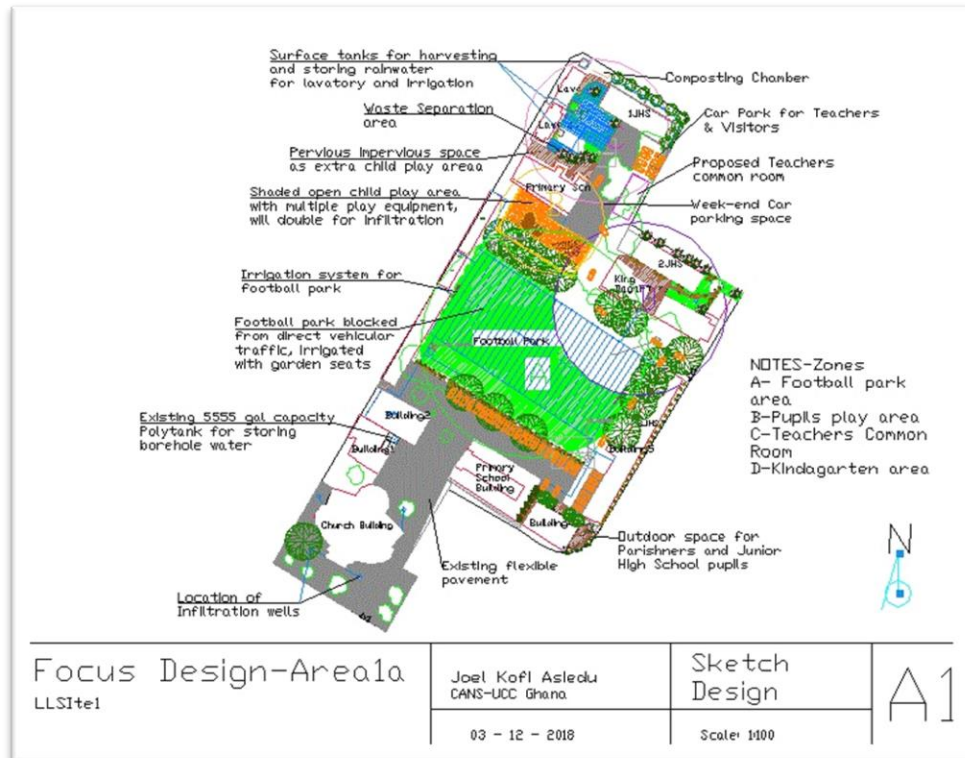 Surface tanks for harvesting
and storing rainwater
for lavatory and irrigation
Waste Separation
area
Pervious Impervious space
as extra child play areaa
Shaded open child play area
with multiple play equipment,
will double for infiltration
Irrigation system for
football park
Football park blocked
from direct vehicular
traffic, irrigated
with garden seats
Existing 5555 gal capacity
Polytank for storing
borehole water
Location of
Infiltration wells
Composting Chamber
Car Park for Teachers
& Visitors
Proposed Teachers
common room
Week-end Car
parking space
1JHS
Primary Sch
2JHS
King
Football Park
A
Building2
Building1
Church Building
Primary
School
Building
Building
Existing flexible
pavement
Outdoor space for
Parishners and Junior
High School pupils
NOTES-Zones
A- Football park
area
B-Pupils play area
C-Teachers Common
Room
D-Kindagarten area
N
Focus Design-Area1a
LLSIte1
Joel Kofi Asiedu
CANS-UCC Ghana
03 - 12 - 2018
Sketch
Design
Scale: 1:100
A1